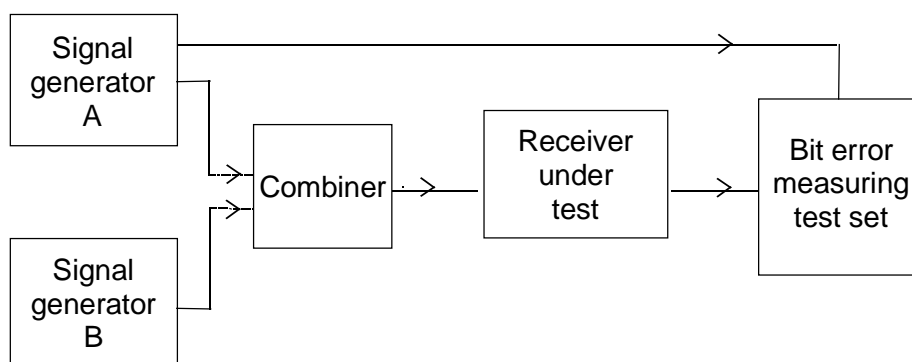 Signal
generator
A
Combiner
Receiver
under
test
Bit error
measuring
test set
Signal
generator
B